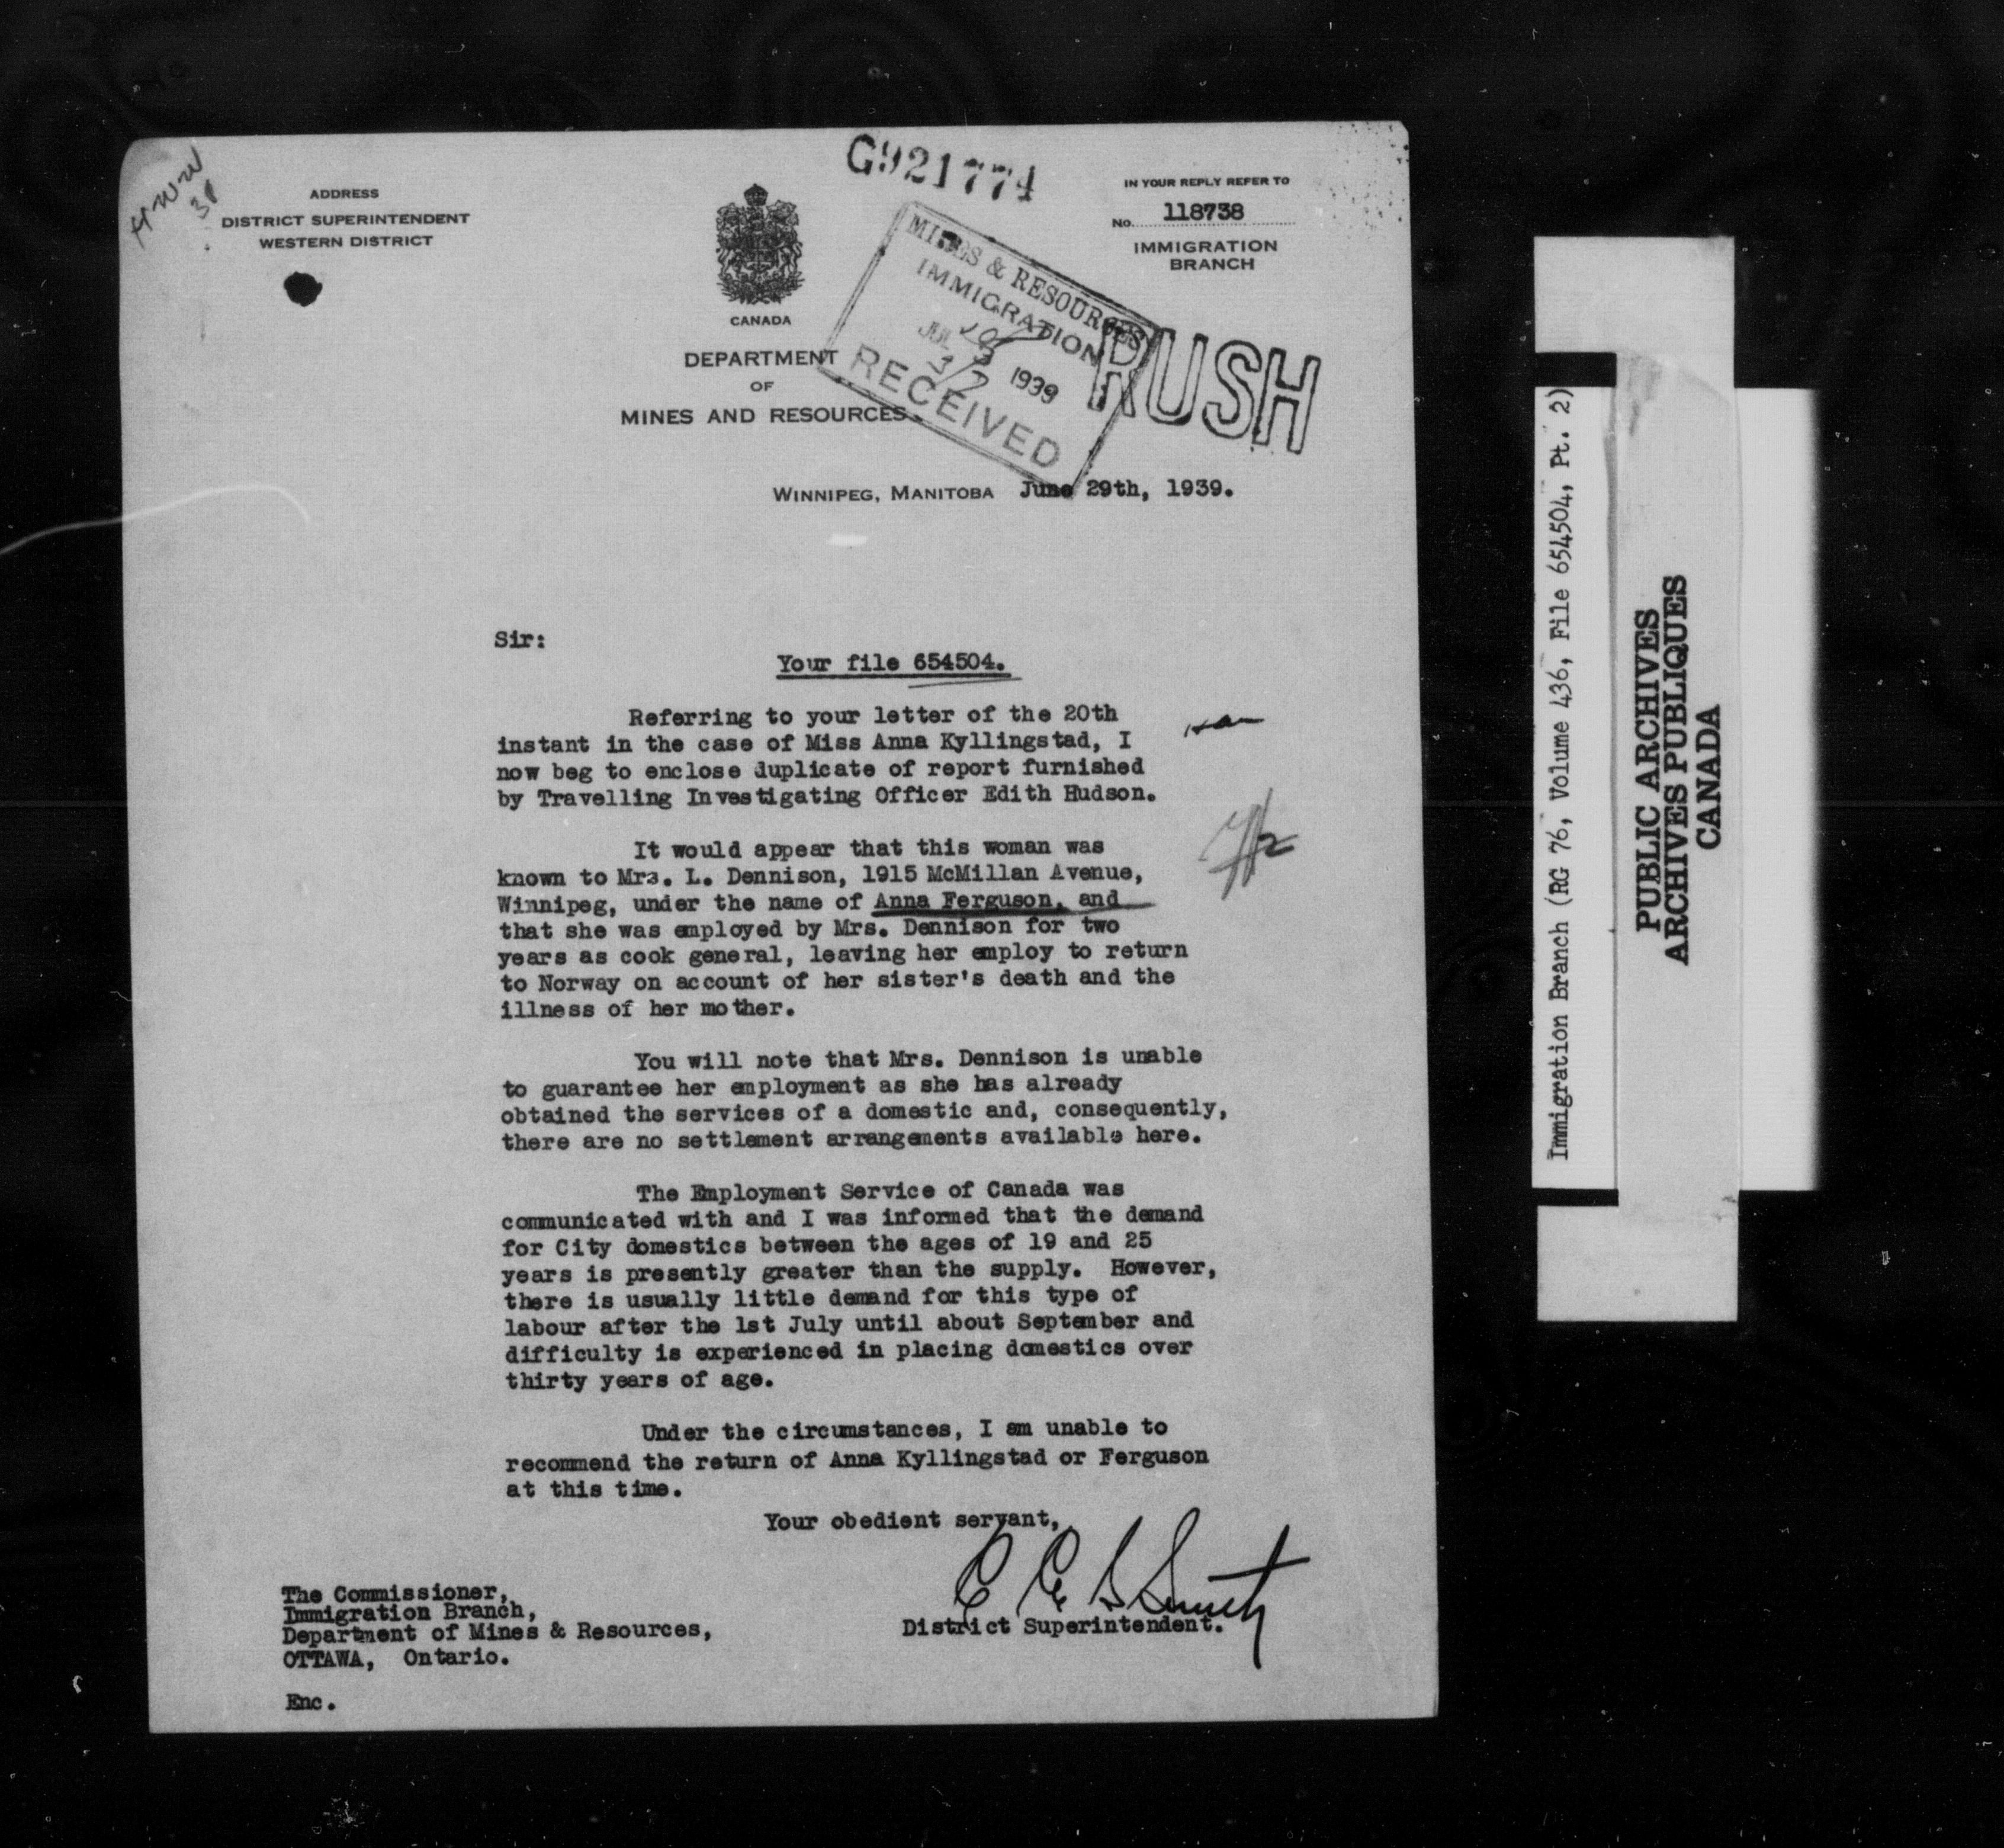 G921774
ADDRESS
DISTRICT SUPERINTENDENT
WESTERN DISTRICT
IN YOUR REPLY REFER TO
No. 118738
IMMIGRATION
BRANCH
CANADA
DEPARTMENT
OF
MINES AND RESOURCES
MINES & RESOURCES
IMMIGRATION
JUL 3 1939
RECEIVED
RUSH
WINNIPEG, MANITOBA June 29th, 1939.
Sir:
Your file 654504.
Referring to your letter of the 20th
instant in the case of Miss Anna Kyllingstad, I
now beg to enclose duplicate of report furnished
by Travelling Investigating Officer Edith Hudson.
It would appear that this woman was
known to Mrs. L. Dennison, 1915 McMillan Avenue,
Winnipeg, under the name of Anna Ferguson, and
that she was employed by Mrs. Dennison for two
years as cook general, leaving her employ to return
to Norway on account of her sister's death and the
illness of her mother.
You will note that Mrs. Dennison is unable
to guarantee her employment as she has already
obtained the services of a domestic and, consequently,
there are no settlement arrangements available here.
The Employment Service of Canada was
communicated with and I was informed that the demand
for City domestics between the ages of 19 and 25
years is presently greater than the supply. However,
there is usually little demand for this type of
labour after the 1st July until about September and
difficulty is experienced in placing domestics over
thirty years of age.
Under the circumstances, I am unable to
recommend the return of Anna Kyllingstad or Ferguson
at this time.
Your obedient servant,
District Superintendent.
The Commissioner,
Immigration Branch,
Department of Mines & Resources,
OTTAWA, Ontario.
Enc.
Immigration Branch (RG 76, Volume 436, File 654504, Pt. 2)
PUBLIC ARCHIVES
ARCHIVES PUBLIQUES
CANADA